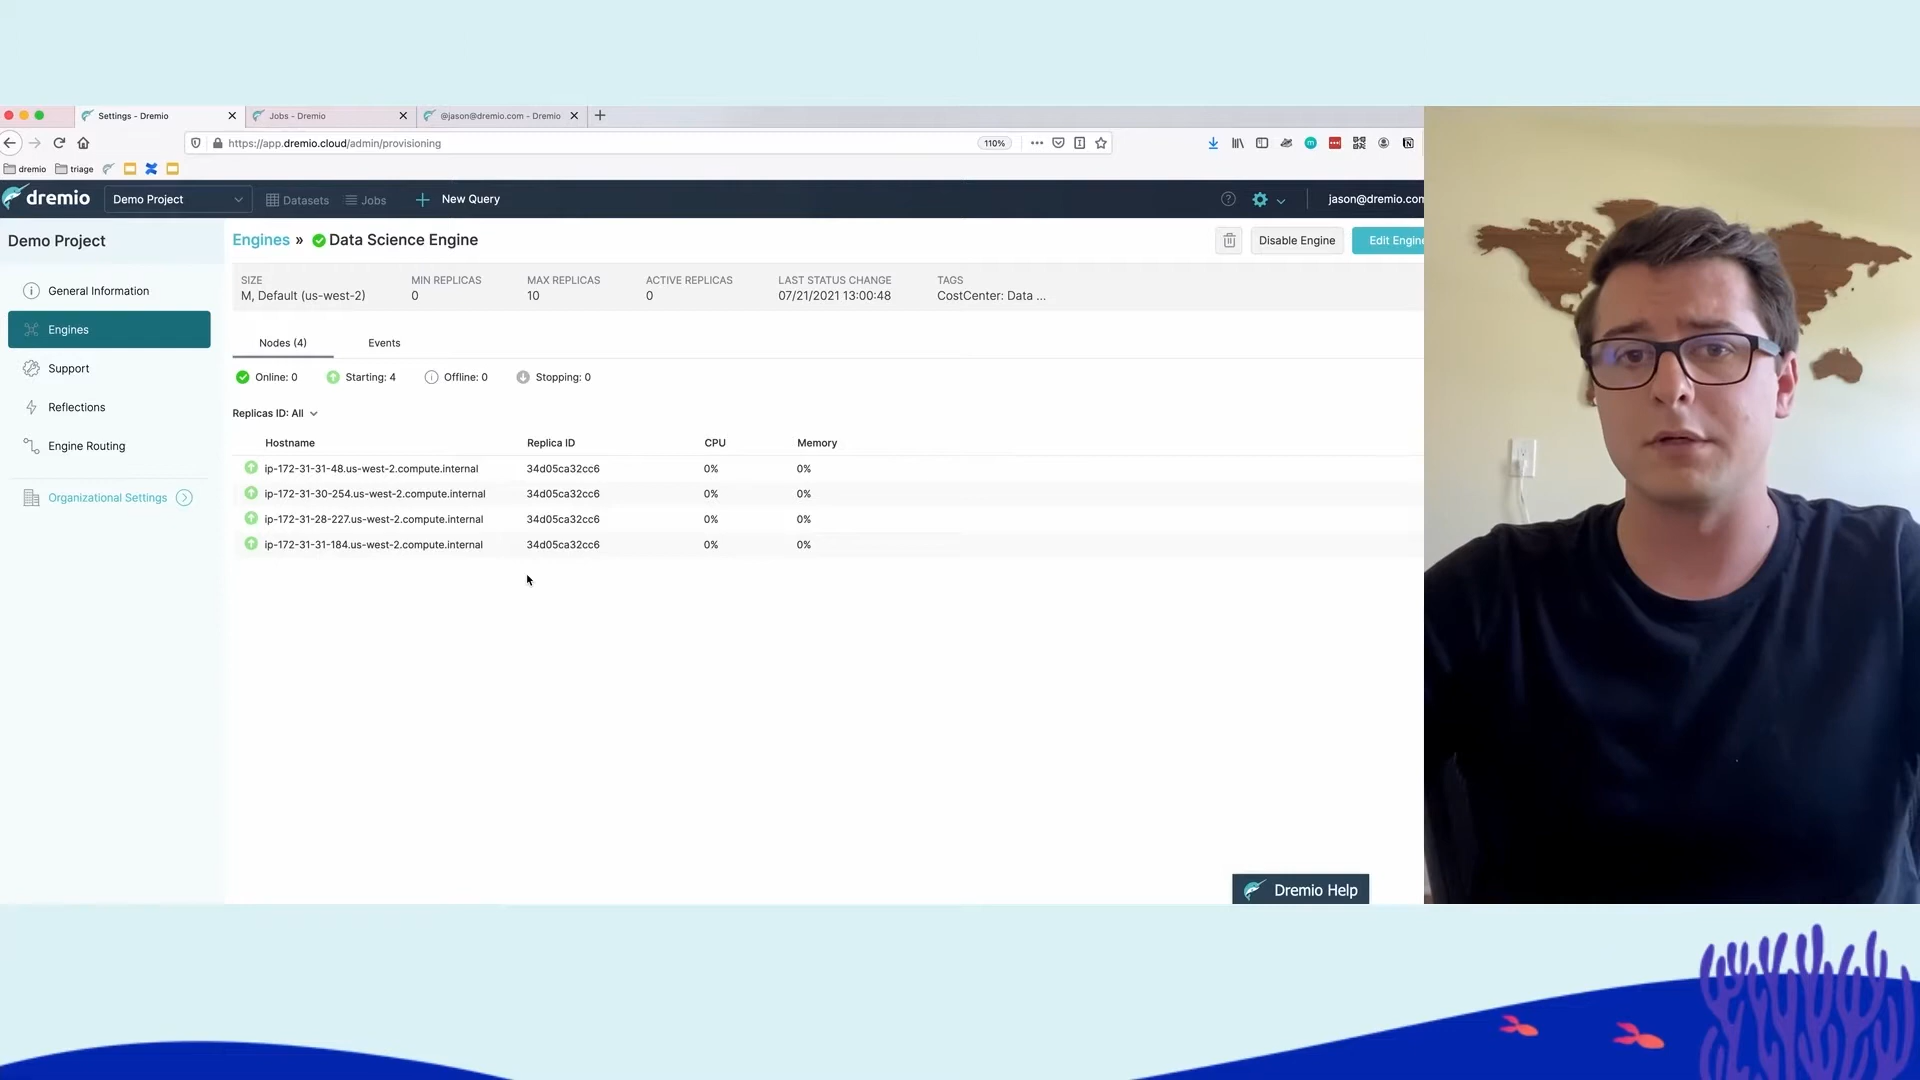 Settings - Dremio
Jobs - Dremio
@jason@dremio.com - Dremio
https://app.dremio.cloud/admin/provisioning
110%
dremio
triage
dremio
Demo Project
Datasets
Jobs
New Query
jason@dremio.com
Demo Project
Engines » Data Science Engine
Disable Engine
Edit Engine
SIZE MIN REPLICAS MAX REPLICAS ACTIVE REPLICAS LAST STATUS CHANGE TAGS
M, Default (us-west-2) 0 10 0 07/21/2021 13:00:48 CostCenter: Data ...
General Information
Engines
Support
Reflections
Engine Routing
Organizational Settings
Nodes (4) Events
Online: 0 Starting: 4 Offline: 0 Stopping: 0
Replicas ID: All
Hostname Replica ID CPU Memory
ip-172-31-31-48.us-west-2.compute.internal 34d05ca32cc6 0% 0%
ip-172-31-30-254.us-west-2.compute.internal 34d05ca32cc6 0% 0%
ip-172-31-28-227.us-west-2.compute.internal 34d05ca32cc6 0% 0%
ip-172-31-31-184.us-west-2.compute.internal 34d05ca32cc6 0% 0%
Dremio Help